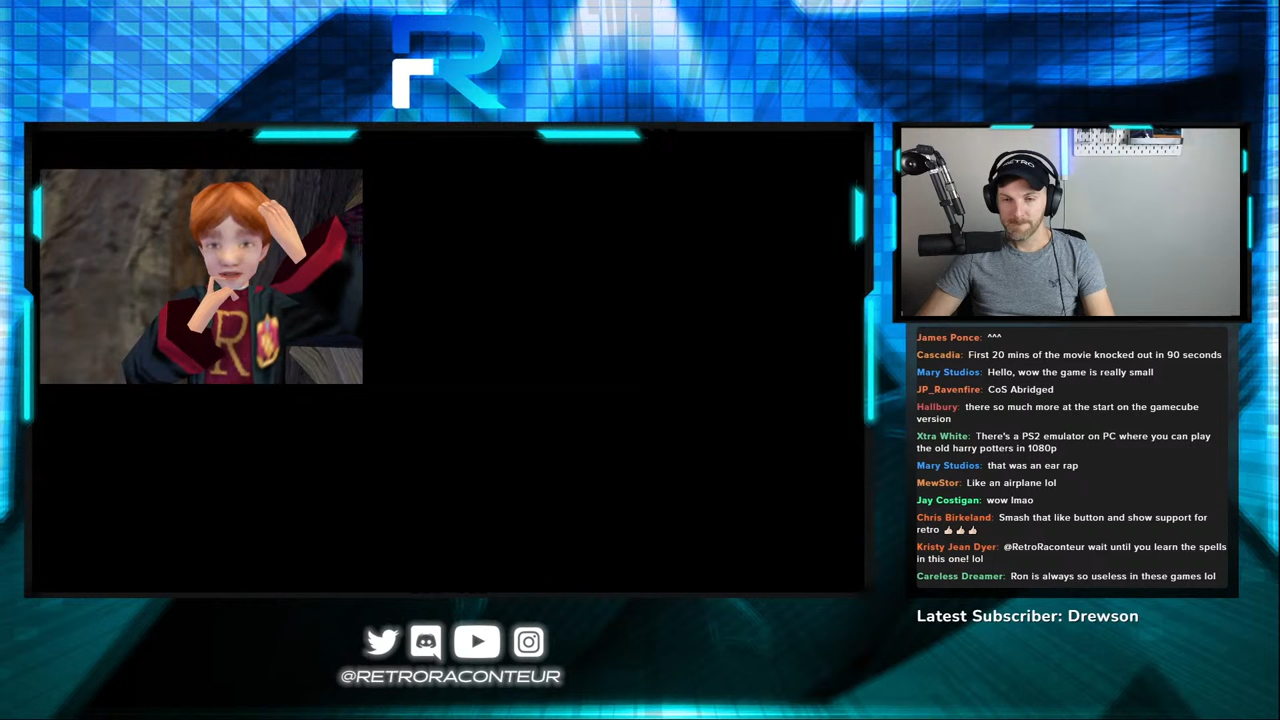 R
RETRO
James Ponce: ^^^
Cascadia: First 20 mins of the movie knocked out in 90 seconds
Mary Studios: Hello, wow the game is really small
JP_Ravenfire: CoS Abridged
Hallbury: there so much more at the start on the gamecube
version
Xtra White: There's a PS2 emulator on PC where you can play
the old harry potters in 1080p
Mary Studios: that was an ear rap
MewStor: Like an airplane lol
Jay Costigan: wow lmao
Chris Birkeland: Smash that like button and show support for
retro 👍🏻👍🏻👍🏻
Kristy Jean Dyer: @RetroRaconteur wait until you learn the spells
in this one! lol
Careless Dreamer: Ron is always so useless in these games lol
Latest Subscriber: Drewson
@RETRORACONTEUR